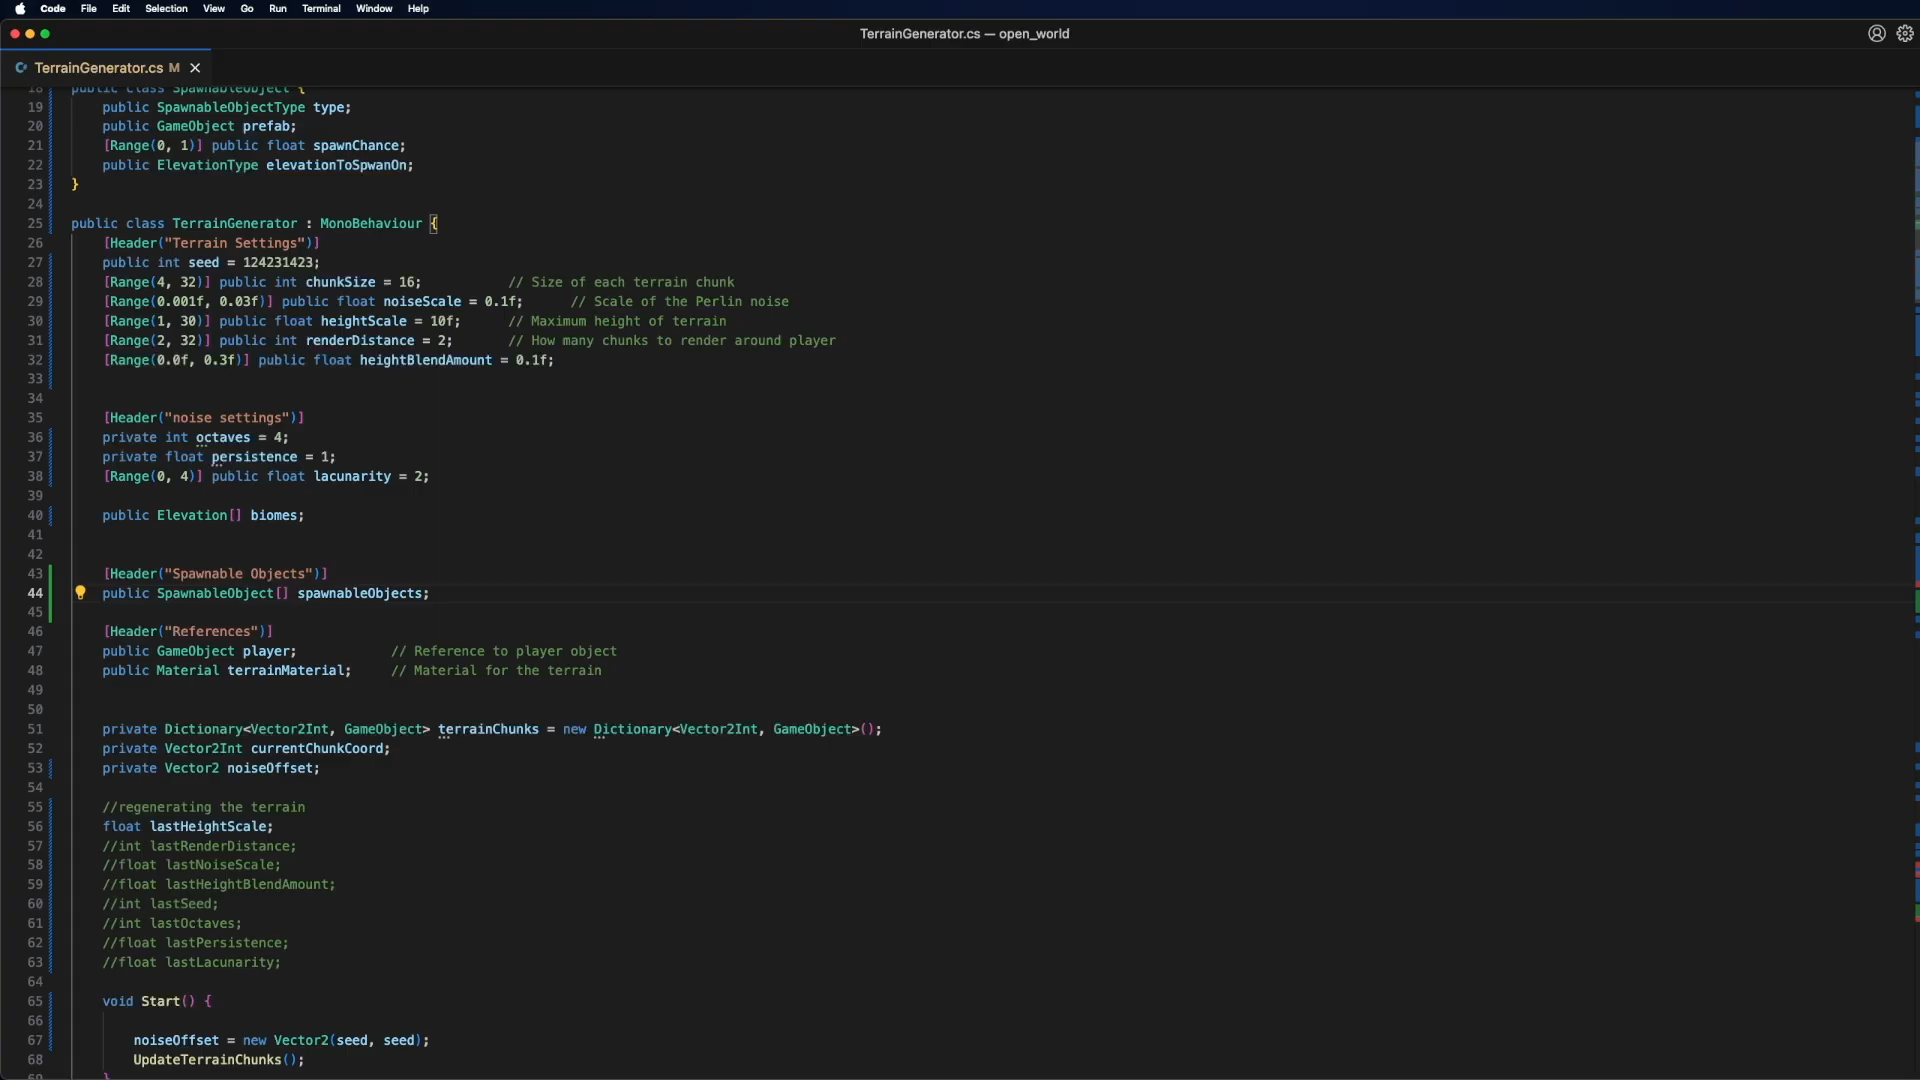 Code File Edit Selection View Go Run Terminal Window Help
TerrainGenerator.cs — open_world
TerrainGenerator.cs M
18 public class SpawnableObject {
19 public SpawnableObjectType type;
20 public GameObject prefab;
21 [Range(0, 1)] public float spawnChance;
22 public ElevationType elevationToSpwanOn;
23 }
24
25 public class TerrainGenerator : MonoBehaviour {
26 [Header("Terrain Settings")]
27 public int seed = 124231423;
28 [Range(4, 32)] public int chunkSize = 16; // Size of each terrain chunk
29 [Range(0.001f, 0.03f)] public float noiseScale = 0.1f; // Scale of the Perlin noise
30 [Range(1, 30)] public float heightScale = 10f; // Maximum height of terrain
31 [Range(2, 32)] public int renderDistance = 2; // How many chunks to render around player
32 [Range(0.0f, 0.3f)] public float heightBlendAmount = 0.1f;
33
34
35 [Header("noise settings")]
36 private int octaves = 4;
37 private float persistence = 1;
38 [Range(0, 4)] public float lacunarity = 2;
39
40 public Elevation[] biomes;
41
42
43 [Header("Spawnable Objects")]
44 public SpawnableObject[] spawnableObjects;
45
46 [Header("References")]
47 public GameObject player; // Reference to player object
48 public Material terrainMaterial; // Material for the terrain
49
50
51 private Dictionary<Vector2Int, GameObject> terrainChunks = new Dictionary<Vector2Int, GameObject>();
52 private Vector2Int currentChunkCoord;
53 private Vector2 noiseOffset;
54
55 //regenerating the terrain
56 float lastHeightScale;
57 //int lastRenderDistance;
58 //float lastNoiseScale;
59 //float lastHeightBlendAmount;
60 //int lastSeed;
61 //int lastOctaves;
62 //float lastPersistence;
63 //float lastLacunarity;
64
65 void Start() {
66
67 noiseOffset = new Vector2(seed, seed);
68 UpdateTerrainChunks();
69 }